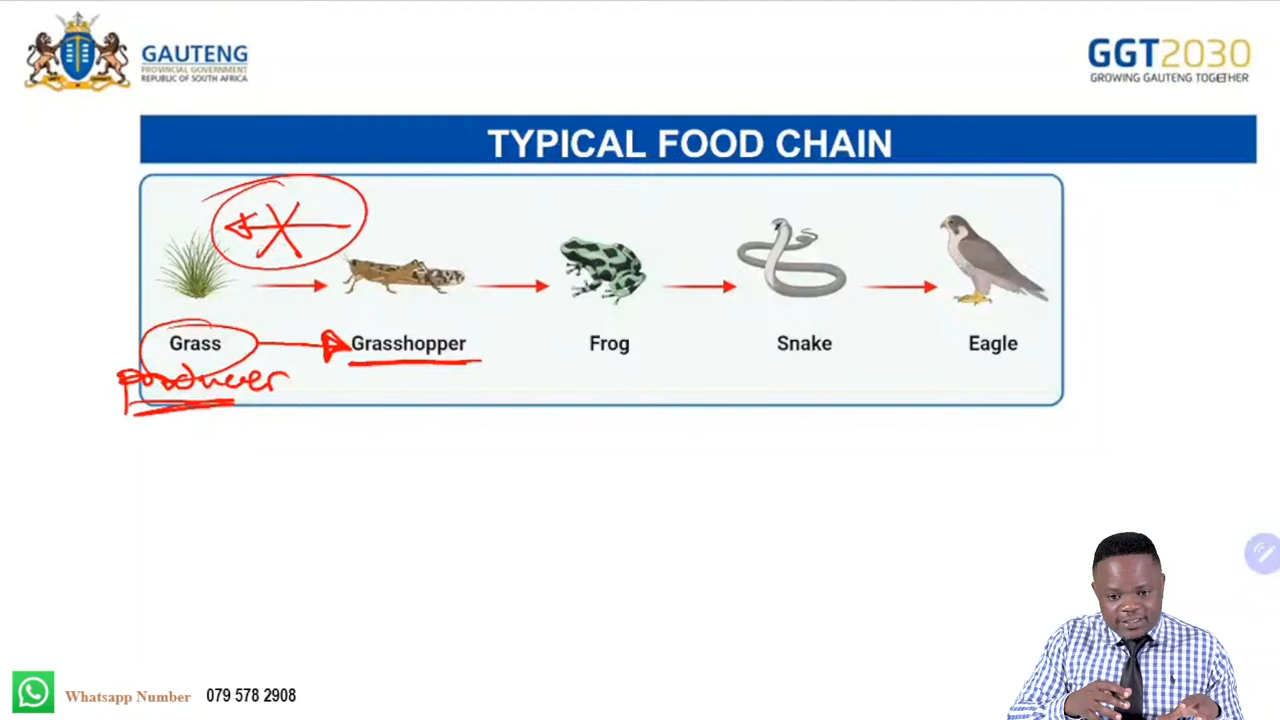 GAUTENG
PROVINCIAL GOVERNMENT
REPUBLIC OF SOUTH AFRICA
GGT2030
GROWING GAUTENG TOGETHER
TYPICAL FOOD CHAIN
Grass
Grasshopper
Frog
Snake
Eagle
producer
Whatsapp Number 079 578 2908